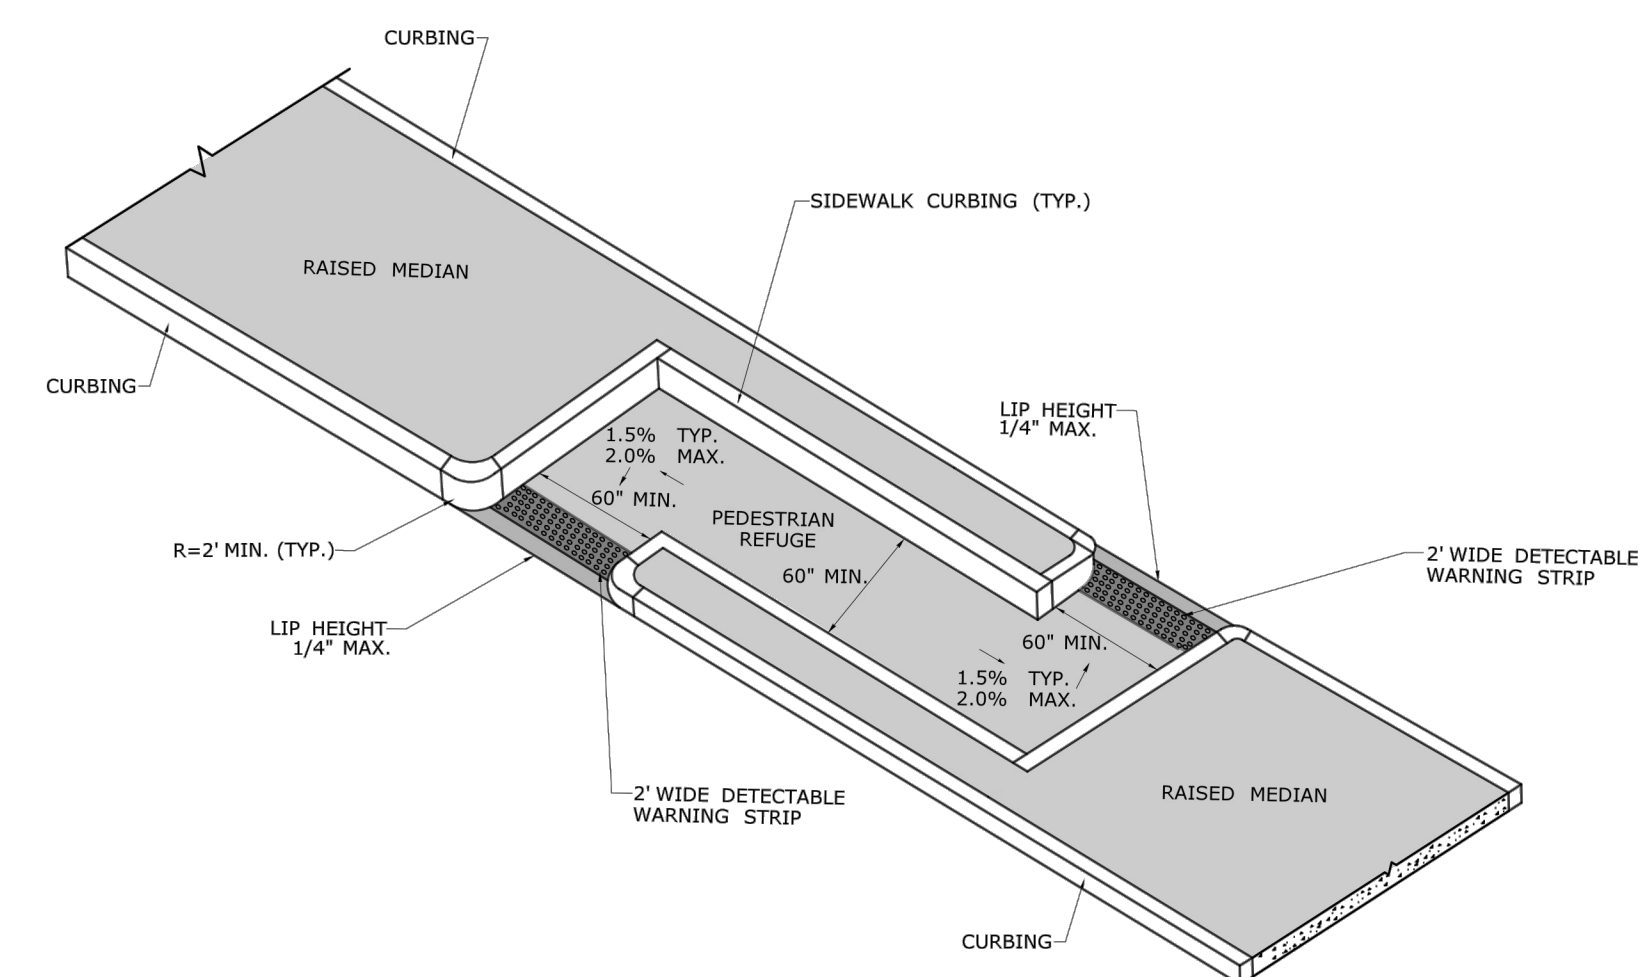 CURBING
SIDEWALK CURBING (TYP.)
RAISED MEDIAN
CURBING
LIP HEIGHT
1/4" MAX.
1.5% TYP.
2.0% MAX.
60" MIN.
PEDESTRIAN
REFUGE
60" MIN.
R=2' MIN. (TYP.)
2' WIDE DETECTABLE
WARNING STRIP
LIP HEIGHT
1/4" MAX.
60" MIN.
1.5% TYP.
2.0% MAX.
2' WIDE DETECTABLE
WARNING STRIP
RAISED MEDIAN
CURBING